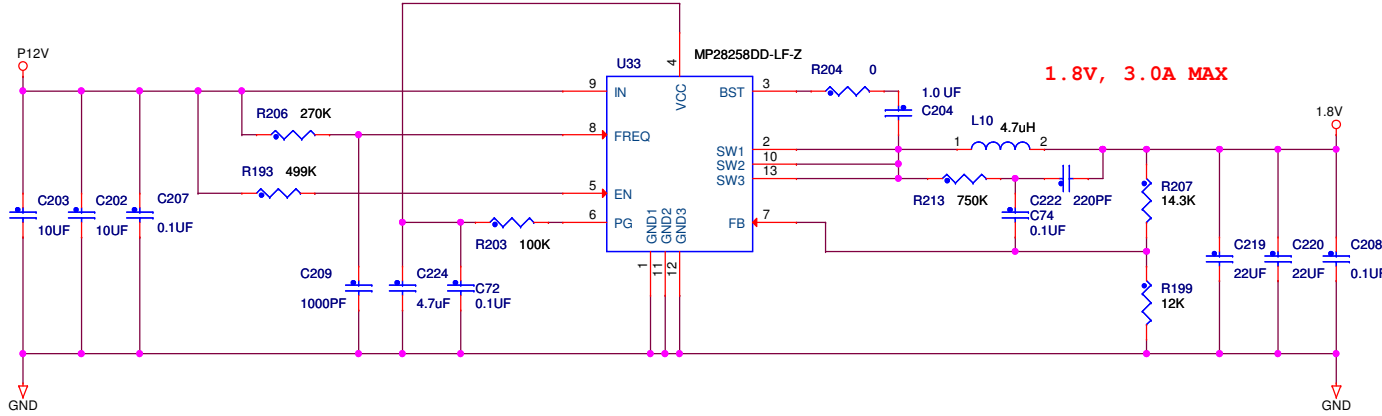 P12V
C203
10UF
C202
10UF
C207
0.1UF
R206 270K
R193 499K
C209
1000PF
C224
4.7uF
C72
0.1UF
R203
100K
U33
MP28258DD-LF-Z
4
VCC
9
IN
8
FREQ
5
EN
6
PG
GND1
GND2
GND3
1
11
12
BST
3
SW1
2
SW2
10
SW3
13
FB
7
R204 0
1.0 UF
C204
1.8V, 3.0A MAX
L10
4.7uH
1
2
R213
750K
C222
220PF
C74
0.1UF
R207
14.3K
R199
12K
1.8V
C219
22UF
C220
22UF
C208
0.1UF
GND
GND